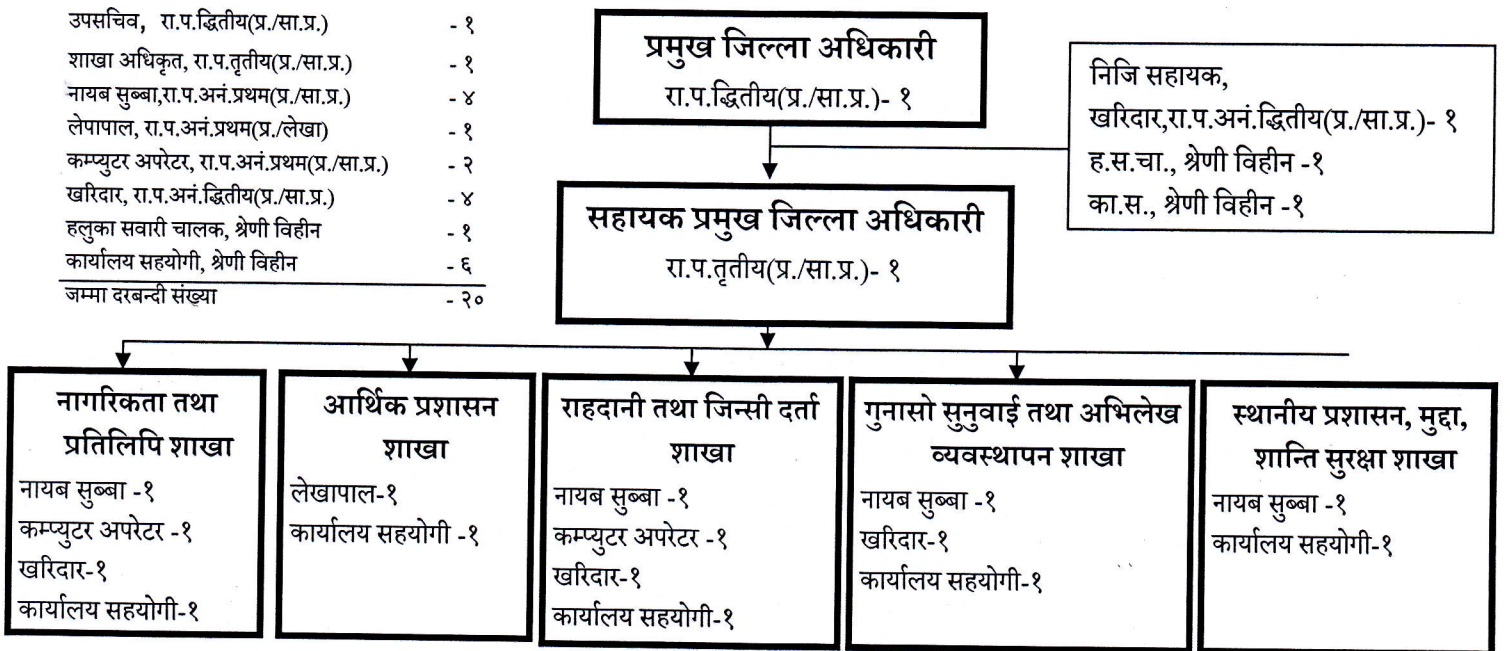 उपसचिव, रा.प.द्धितीय(प्र./सा.प्र.) - १
शाखा अधिकृत, रा.प.तृतीय(प्र./सा.प्र.) - १
नायब सुब्बा,रा.प.अनं.प्रथम(प्र./सा.प्र.) - ४
लेपापाल, रा.प.अनं.प्रथम(प्र./लेखा) - १
कम्प्युटर अपरेटर, रा.प.अनं.प्रथम(प्र./सा.प्र.) - २
खरिदार, रा.प.अनं.द्धितीय(प्र./सा.प्र.) - ४
हलुका सवारी चालक, श्रेणी विहीन - १
कार्यालय सहयोगी, श्रेणी विहीन - ६
जम्मा दरबन्दी संख्या - २०
प्रमुख जिल्ला अधिकारी
रा.प.द्धितीय(प्र./सा.प्र.)- १
निजि सहायक,
खरिदार,रा.प.अनं.द्धितीय(प्र./सा.प्र.)- १
ह.स.चा., श्रेणी विहीन -१
का.स., श्रेणी विहीन -१
सहायक प्रमुख जिल्ला अधिकारी
रा.प.तृतीय(प्र./सा.प्र.)- १
नागरिकता तथा
प्रतिलिपि शाखा
नायब सुब्बा -१
कम्प्युटर अपरेटर -१
खरिदार-१
कार्यालय सहयोगी-१
आर्थिक प्रशासन
शाखा
लेखापाल-१
कार्यालय सहयोगी -१
राहदानी तथा जिन्सी दर्ता
शाखा
नायब सुब्बा -१
कम्प्युटर अपरेटर -१
खरिदार-१
कार्यालय सहयोगी-१
गुनासो सुनुवाई तथा अभिलेख
व्यवस्थापन शाखा
नायब सुब्बा -१
खरिदार-१
कार्यालय सहयोगी-१
स्थानीय प्रशासन, मुद्दा,
शान्ति सुरक्षा शाखा
नायब सुब्बा -१
कार्यालय सहयोगी-१